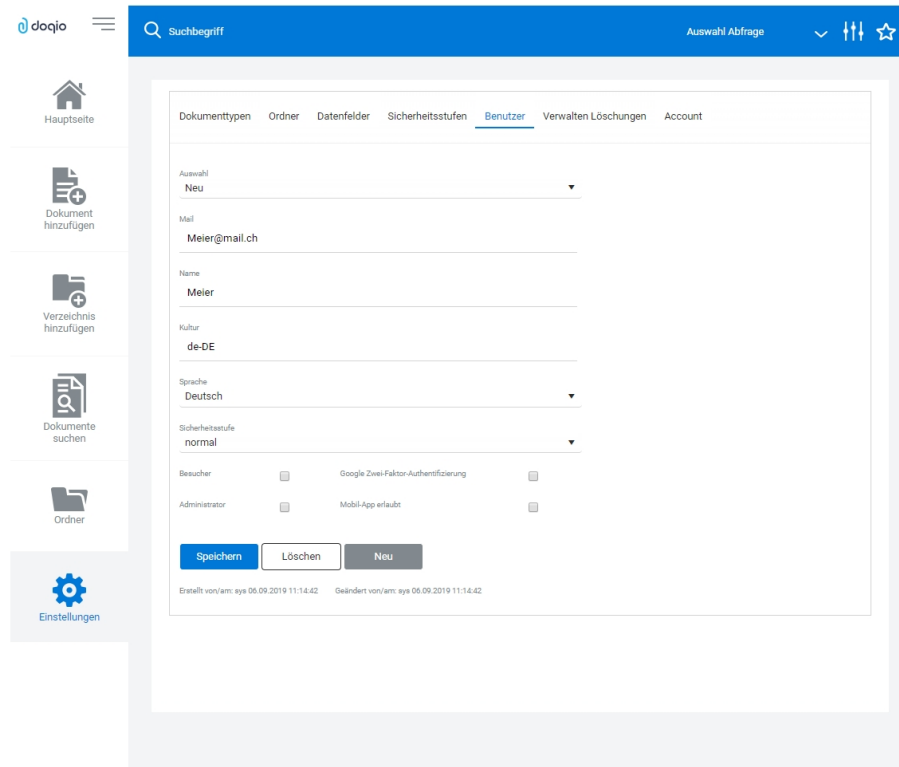 doqio
Suchbegriff
Auswahl Abfrage
Hauptseite
Dokument
hinzufügen
Verzeichnis
hinzufügen
Dokumente
suchen
Ordner
Einstellungen
Dokumenttypen Ordner Datenfelder Sicherheitsstufen Benutzer Verwalten Löschungen Account
Auswahl
Neu
Mail
Meier@mail.ch
Name
Meier
Kultur
de-DE
Sprache
Deutsch
Sicherheitsstufe
normal
Besucher Google Zwei-Faktor-Authentifizierung
Administrator Mobil-App erlaubt
Speichern Löschen Neu
Erstellt von/am: sys 06.09.2019 11:14:42 Geändert von/am: sys 06.09.2019 11:14:42